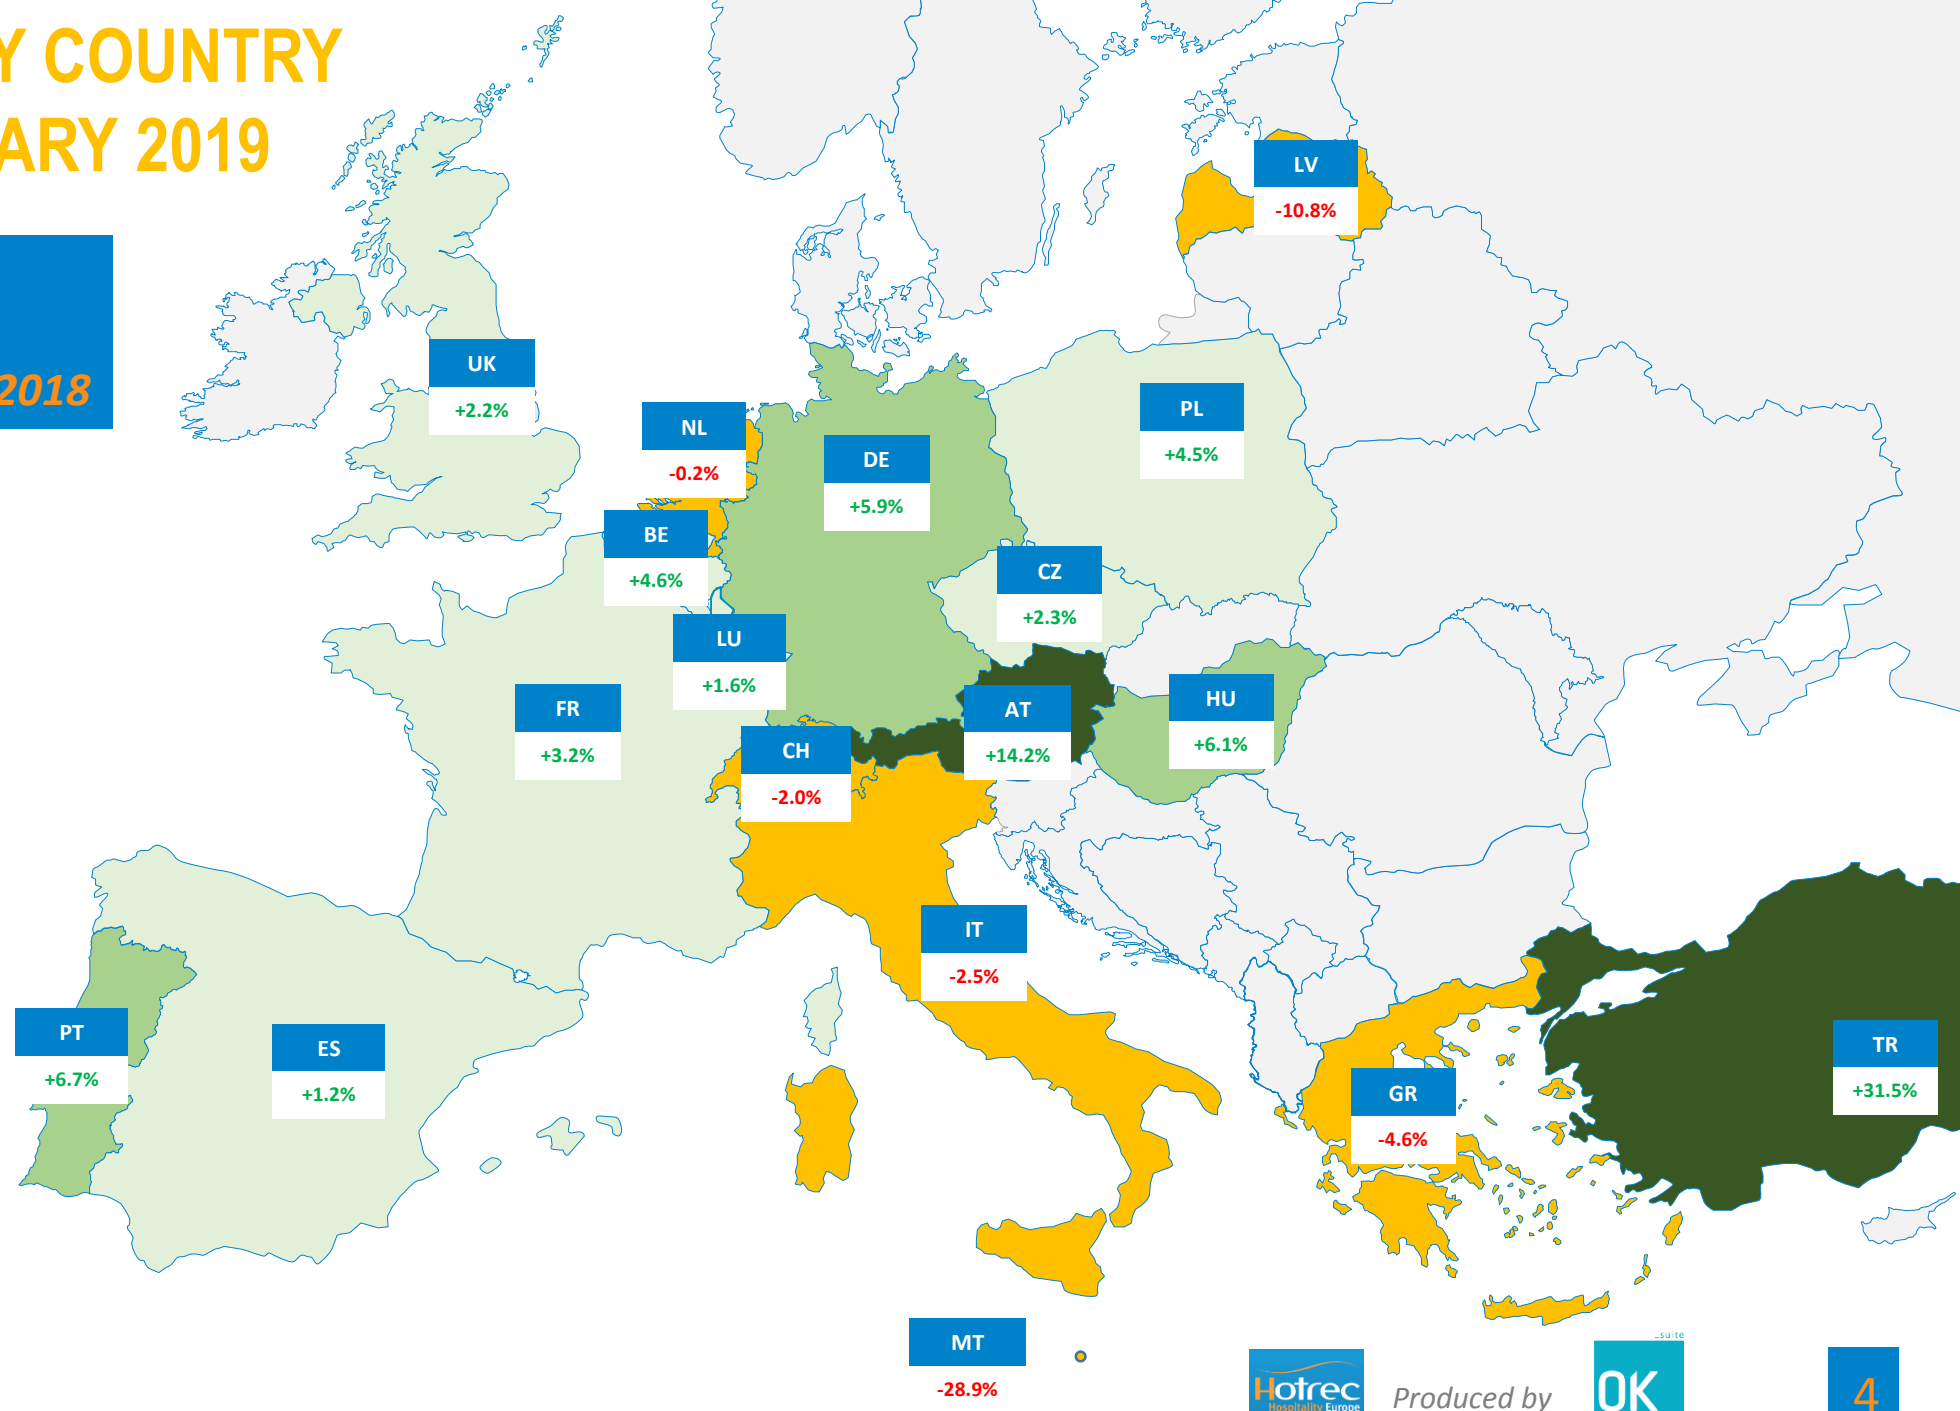 Y COUNTRY
ARY 2019
2018
LV
-10.8%
UK
+2.2%
NL
-0.2%
PL
+4.5%
DE
+5.9%
BE
+4.6%
CZ
+2.3%
LU
+1.6%
FR
+3.2%
AT
+14.2%
HU
+6.1%
CH
-2.0%
IT
-2.5%
PT
+6.7%
ES
+1.2%
TR
+31.5%
GR
-4.6%
MT
-28.9%
Hotrec
Hospitality Europe
Produced by
_suite
OK
4